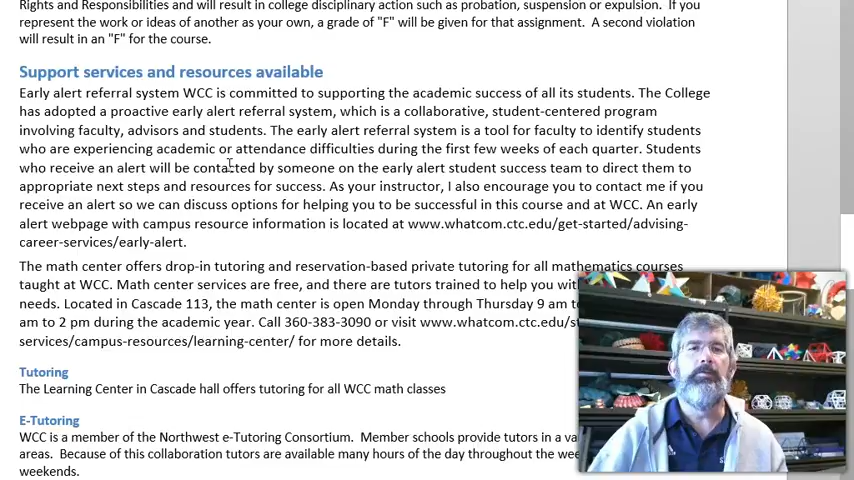 Rights and Responsibilities and will result in college disciplinary action such as probation, suspension or expulsion.  If you
represent the work or ideas of another as your own, a grade of "F" will be given for that assignment.  A second violation
will result in an "F" for the course.
Support services and resources available
Early alert referral system WCC is committed to supporting the academic success of all its students. The College
has adopted a proactive early alert referral system, which is a collaborative, student-centered program
involving faculty, advisors and students. The early alert referral system is a tool for faculty to identify students
who are experiencing academic or attendance difficulties during the first few weeks of each quarter. Students
who receive an alert will be contacted by someone on the early alert student success team to direct them to
appropriate next steps and resources for success. As your instructor, I also encourage you to contact me if you
receive an alert so we can discuss options for helping you to be successful in this course and at WCC. An early
alert webpage with campus resource information is located at www.whatcom.ctc.edu/get-started/advising-
career-services/early-alert.
The math center offers drop-in tutoring and reservation-based private tutoring for all mathematics courses
taught at WCC. Math center services are free, and there are tutors trained to help you
needs. Located in Cascade 113, the math center is open Monday through Thursday 9 am
am to 2 pm during the academic year. Call 360-383-3090 or visit
services/campus-resources/learning-center/ for more details.
Tutoring
The Learning Center in Cascade hall offers tutoring for all WCC math classes
E-Tutoring
WCC is a member of the Northwest e-Tutoring Consortium.  Member schools provide tutors in a
areas.  Because of this collaboration tutors are available many hours of the day throughout the
weekends.